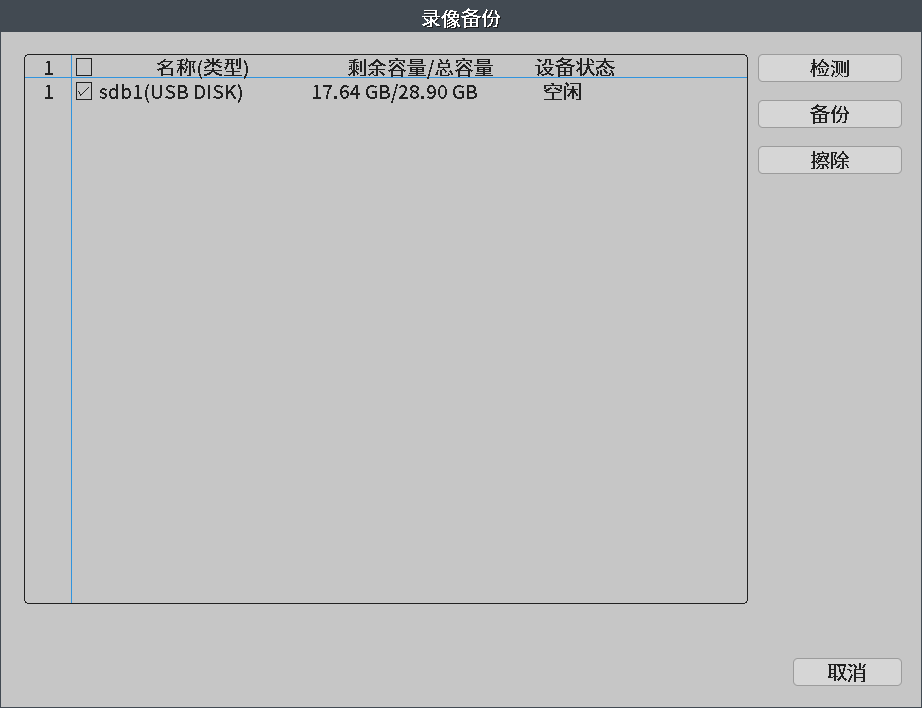 录像备份
1 名称(类型) 剩余容量/总容量 设备状态
1 sdb1(USB DISK) 17.64 GB/28.90 GB 空闲
检测
备份
擦除
取消